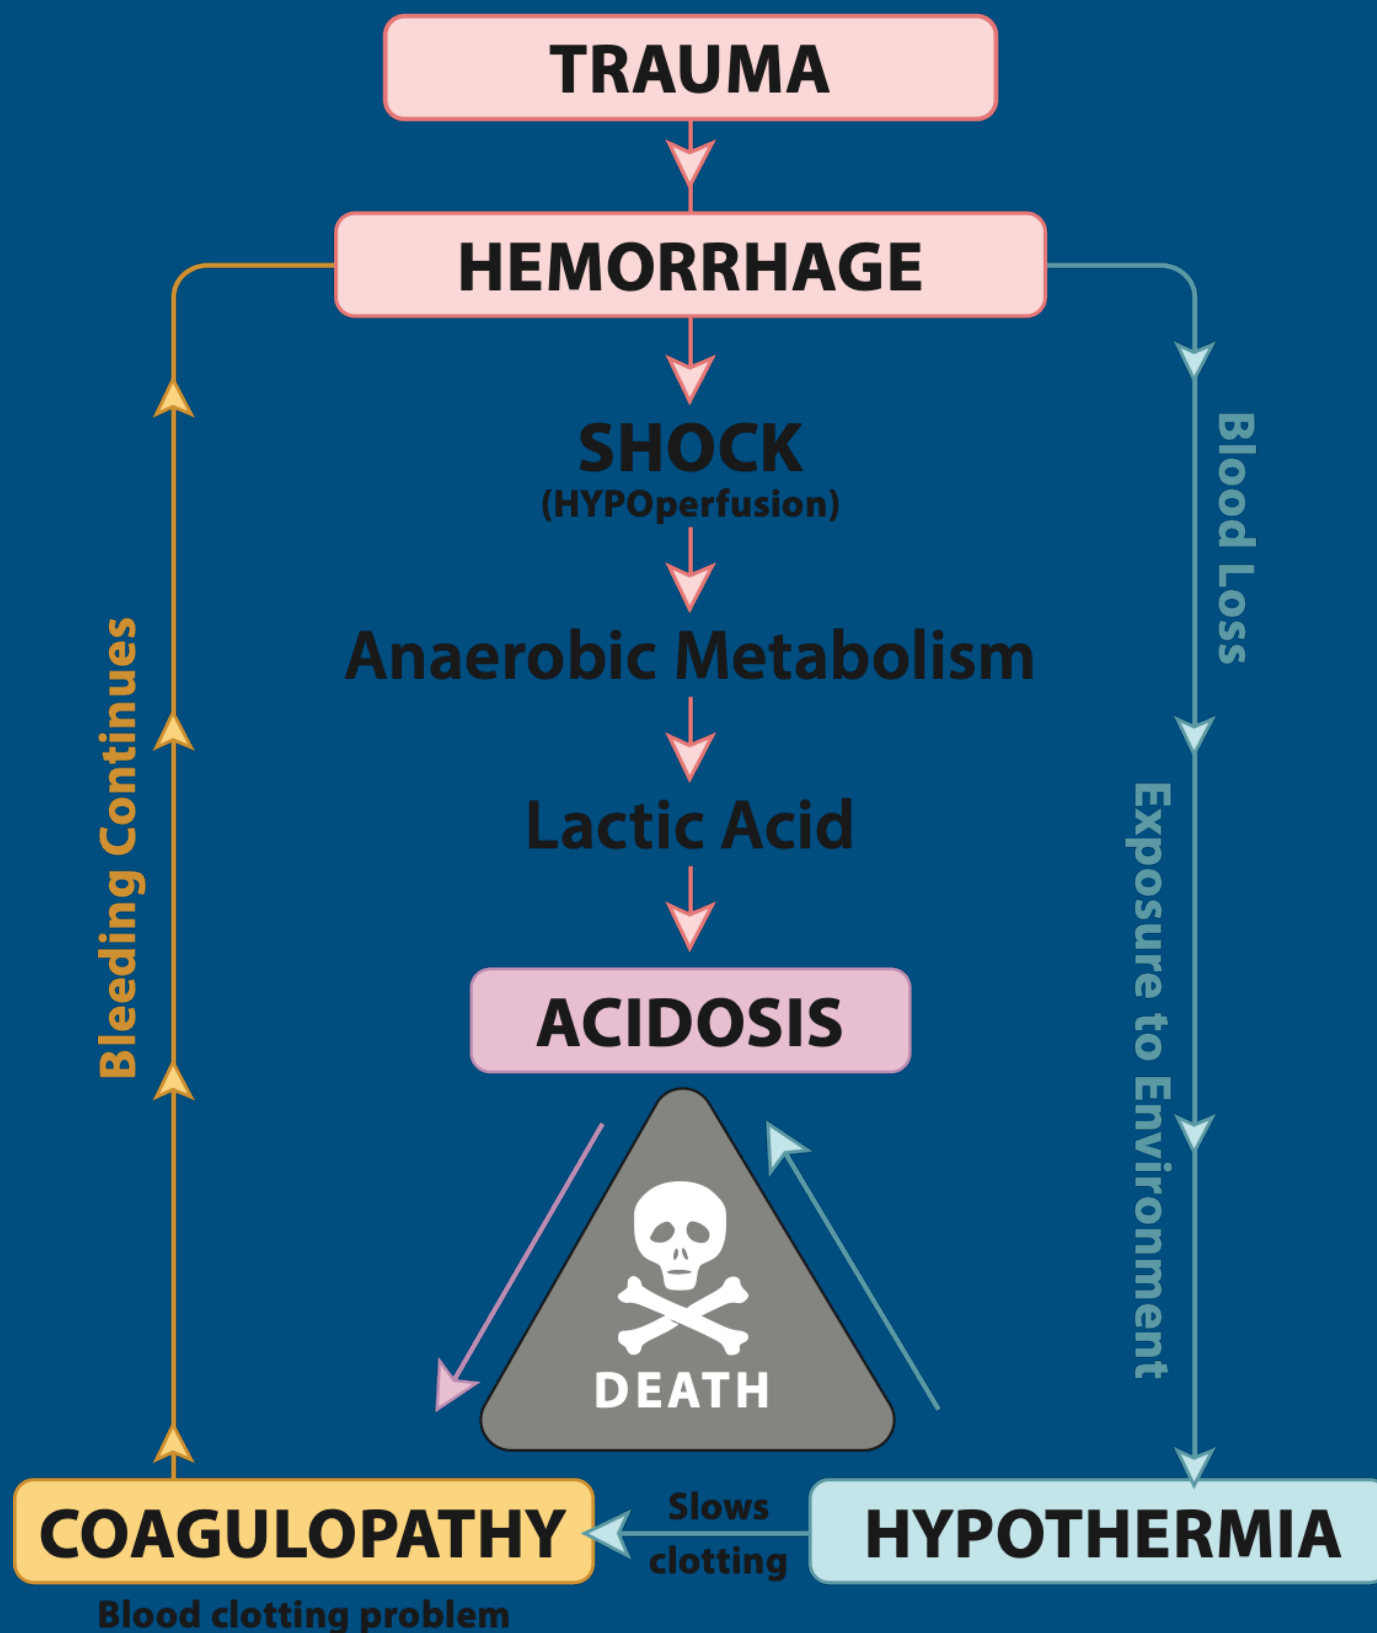 TRAUMA
HEMORRHAGE
SHOCK
(HYPOperfusion)
Anaerobic Metabolism
Lactic Acid
ACIDOSIS
Bleeding Continues
Blood Loss
Exposure to Environment
DEATH
COAGULOPATHY
Blood clotting problem
Slows
clotting
HYPOTHERMIA